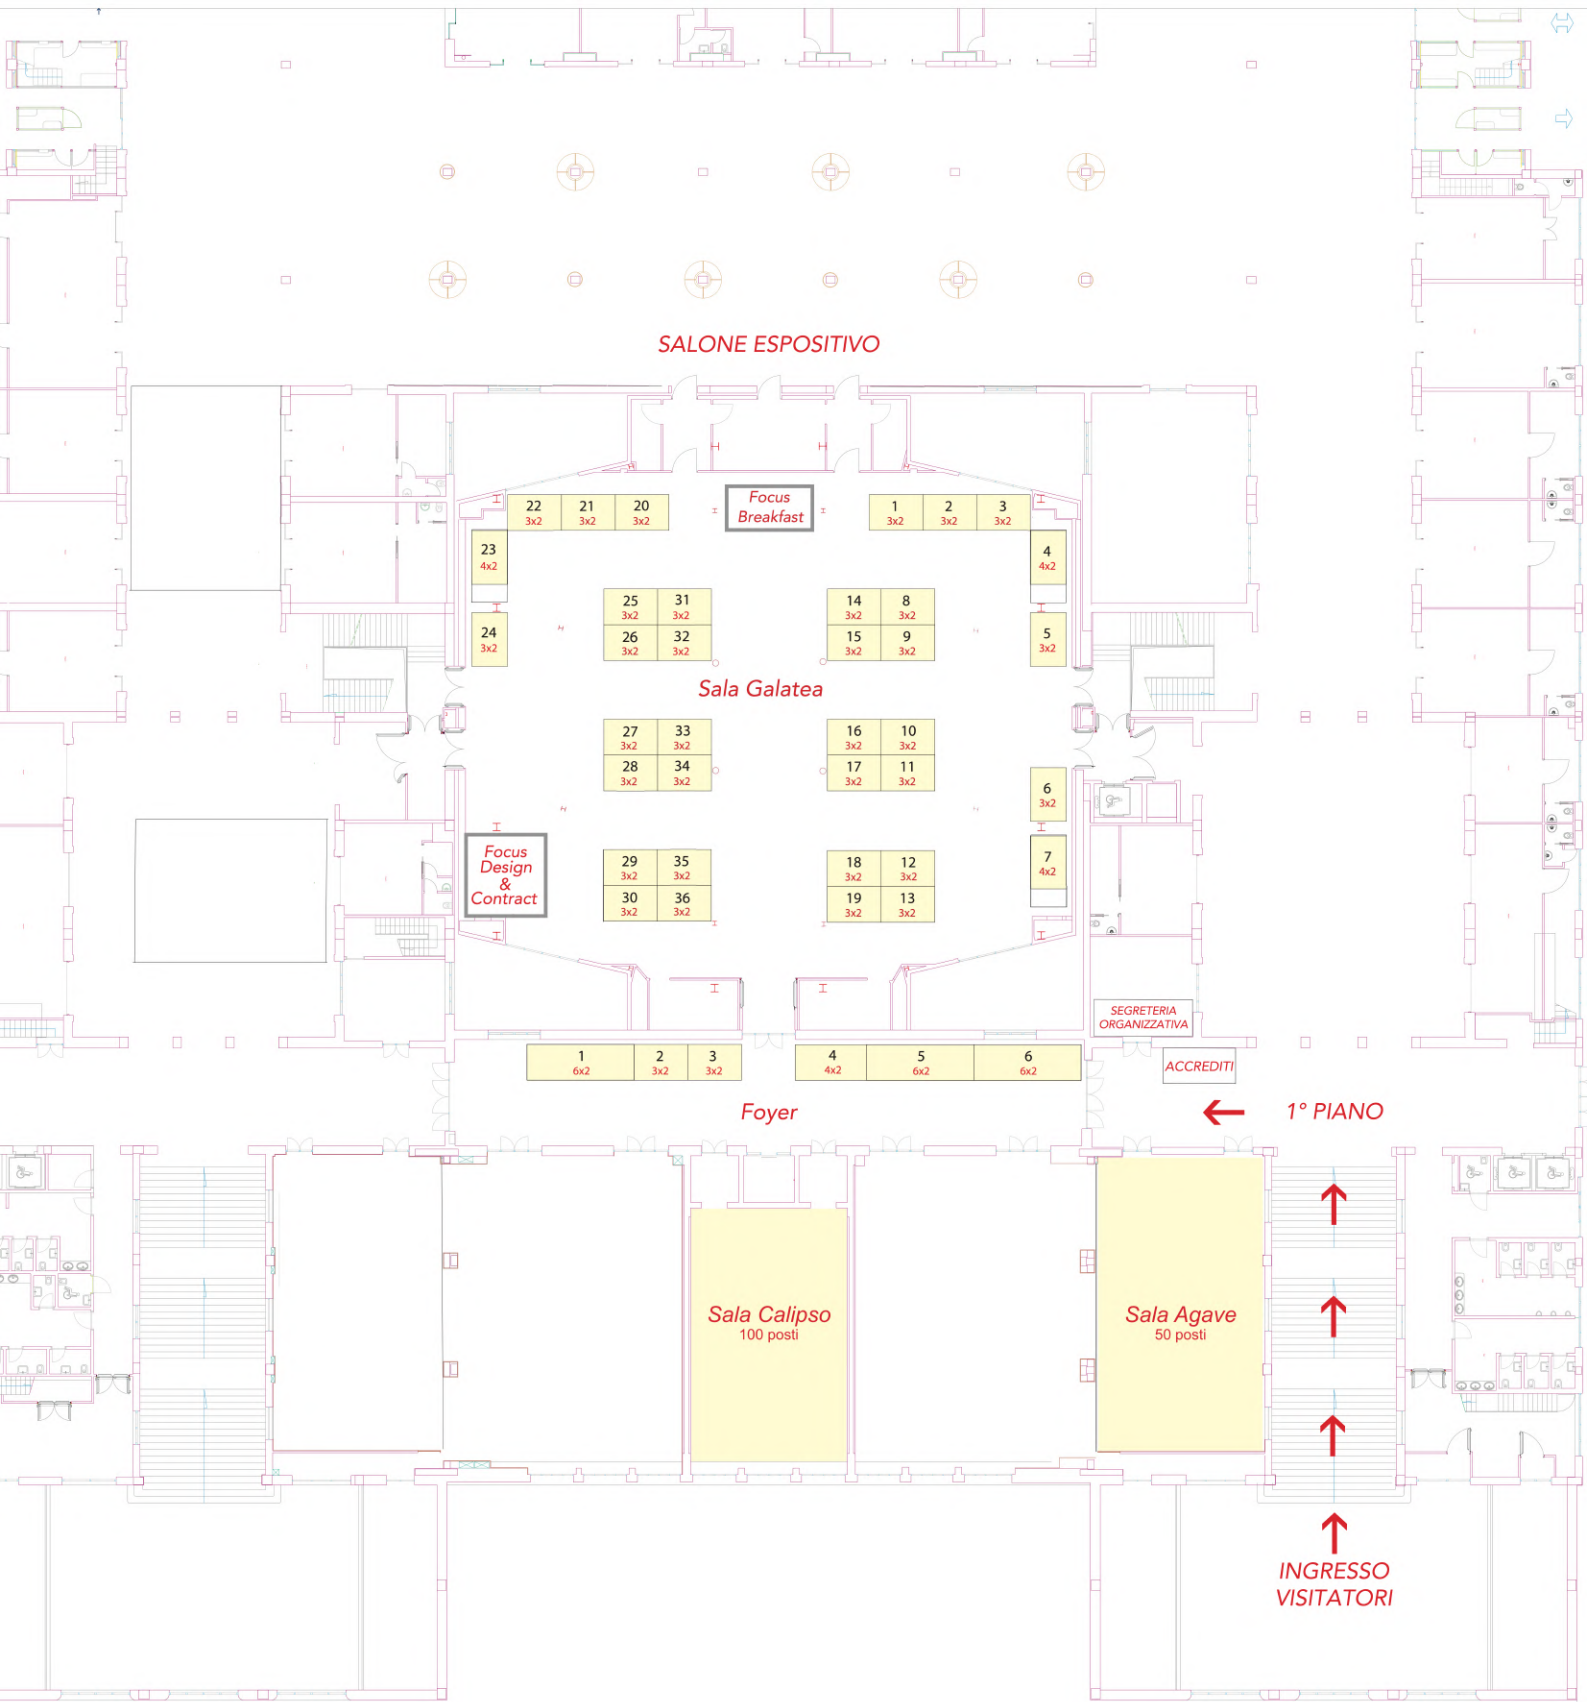 SALONE ESPOSITIVO
22 21 20
3x2 3x2 3x2
Focus
Breakfast
1 2 3
3x2 3x2 3x2
23
4x2
4
4x2
25 31
3x2 3x2
26 32
3x2 3x2
14 8
3x2 3x2
15 9
3x2 3x2
24
3x2
5
3x2
Sala Galatea
27 33
3x2 3x2
28 34
3x2 3x2
16 10
3x2 3x2
17 11
3x2 3x2
6
3x2
Focus
Design
&
Contract
29 35
3x2 3x2
30 36
3x2 3x2
18 12
3x2 3x2
19 13
3x2 3x2
7
4x2
SEGRETERIA
ORGANIZZATIVA
1 2 3
6x2 3x2 3x2
4 5 6
4x2 6x2 6x2
ACCREDITI
Foyer
1° PIANO
Sala Calipso
100 posti
Sala Agave
50 posti
INGRESSO
VISITATORI